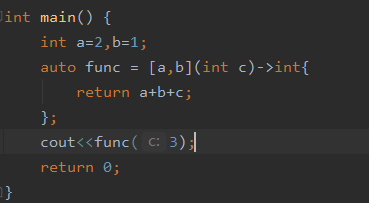 int main() {
    int a=2,b=1;
    auto func = [a,b](int c)->int{
        return a+b+c;
    };
    cout<<func( c: 3);
    return 0;
}